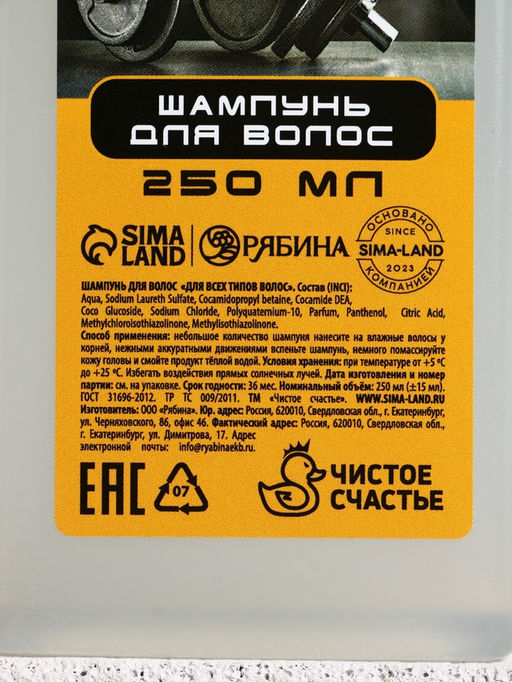 ШАМПУНЬ
ДЛЯ ВОЛОС
250 МЛ
SIMA
LAND
РЯБИНА
ОСНОВАНО
SINCE
SIMA-LAND
2023
КОМПАНИЕЙ
ШАМПУНЬ ДЛЯ ВОЛОС «ДЛЯ ВСЕХ ТИПОВ ВОЛОС». Состав (INCI):
Aqua, Sodium Laureth Sulfate, Cocamidopropyl betaine, Cocamide DEA,
Coco Glucoside, Sodium Chloride, Polyquaternium-10, Parfum, Panthenol, Citric Acid,
Methylchloroisothiazolinone, Methylisothiazolinone.
Способ применения: небольшое количество шампуня нанесите на влажные волосы у
корней, нежными аккуратными движениями вспеньте шампунь, немного помассируйте
кожу головы и смойте продукт тёплой водой. Условия хранения: при температуре от +5 °C
до +25 °C. Избегать воздействия прямых солнечных лучей. Дата изготовления и номер
партии: см. на упаковке. Срок годности: 36 мес. Номинальный объём: 250 мл (±15 мл).
ГОСТ 31696-2012. ТР ТС 009/2011. ТМ «Чистое счастье». WWW.SIMA-LAND.RU
Изготовитель: ООО «Рябина». Юр. адрес: Россия, 620010, Свердловская обл., г. Екатеринбург,
ул. Черняховского, 86, офис 46. Фактический адрес: Россия, 620010, Свердловская обл.,
г. Екатеринбург, ул. Димитрова, 17. Адрес
электронной почты: info@ryabinaekb.ru
EAC
07
ЧИСТОЕ
СЧАСТЬЕ